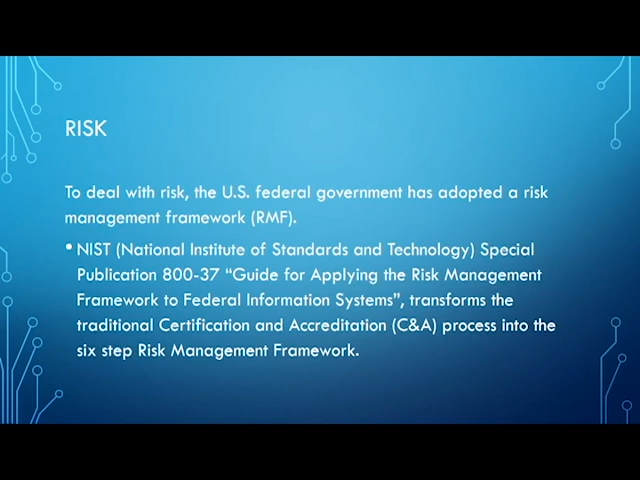 RISK
To deal with risk, the U.S. federal government has adopted a risk
management framework (RMF).
• NIST (National Institute of Standards and Technology) Special
Publication 800-37 “Guide for Applying the Risk Management
Framework to Federal Information Systems”, transforms the
traditional Certification and Accreditation (C&A) process into the
six step Risk Management Framework.